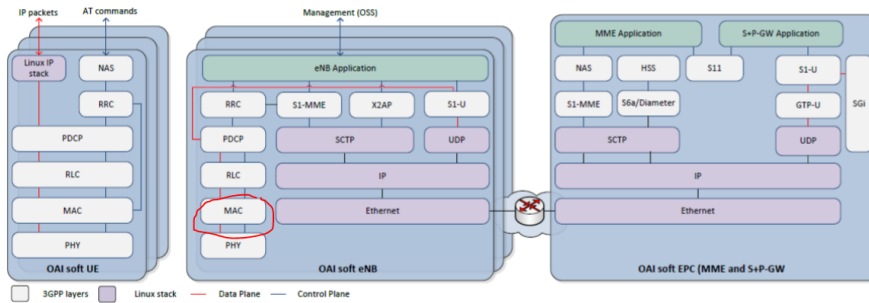 IP packets
AT commands
Management (OSS)
Linux IP
stack
NAS
RRC
PDCP
RLC
MAC
PHY
OAI soft UE
eNB Application
RRC
S1-MME
X2AP
S1-U
PDCP
SCTP
UDP
RLC
IP
MAC
Ethernet
PHY
OAI soft eNB
MME Application
S+P-GW Application
NAS
HSS
S11
S1-U
S1-MME
S6a/Diameter
GTP-U
SGi
SCTP
UDP
IP
Ethernet
OAI soft EPC (MME and S+P-GW
3GPP layers
Linux stack
Data Plane
Control Plane